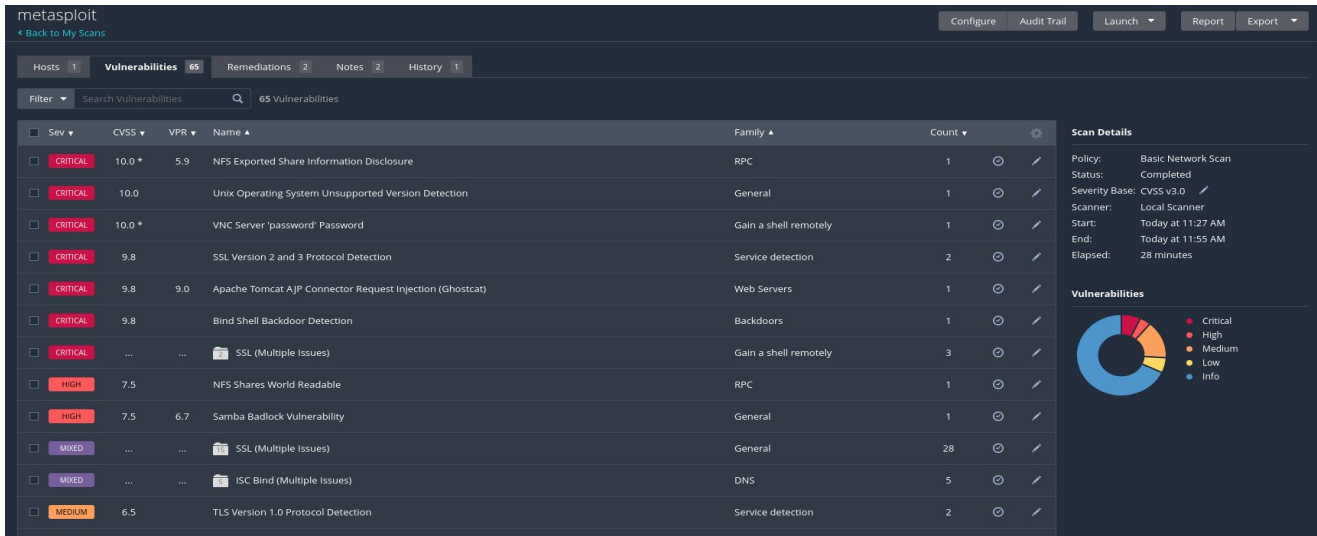 metasploit
Configure Audit Trail Launch Report Export
Back to My Scans
Hosts 1 Vulnerabilities 65 Remediations 2 Notes 2 History 1
Filter Search Vulnerabilities 65 Vulnerabilities
Sev CVSS VPR Name Family Count
CRITICAL 10.0 * 5.9 NFS Exported Share Information Disclosure RPC 1
CRITICAL 10.0 Unix Operating System Unsupported Version Detection General 1
CRITICAL 10.0 * VNC Server 'password' Password Gain a shell remotely 1
CRITICAL 9.8 SSL Version 2 and 3 Protocol Detection Service detection 2
CRITICAL 9.8 9.0 Apache Tomcat AJP Connector Request Injection (Ghostcat) Web Servers 1
CRITICAL 9.8 Bind Shell Backdoor Detection Backdoors 1
CRITICAL ... ... 2 SSL (Multiple Issues) Gain a shell remotely 3
HIGH 7.5 NFS Shares World Readable RPC 1
HIGH 7.5 6.7 Samba Badlock Vulnerability General 1
MIXED ... ... 15 SSL (Multiple Issues) General 28
MIXED ... ... 5 ISC Bind (Multiple Issues) DNS 5
MEDIUM 6.5 TLS Version 1.0 Protocol Detection Service detection 2
Scan Details
Policy: Basic Network Scan
Status: Completed
Severity Base: CVSS v3.0
Scanner: Local Scanner
Start: Today at 11:27 AM
End: Today at 11:55 AM
Elapsed: 28 minutes
Vulnerabilities
Critical
High
Medium
Low
Info